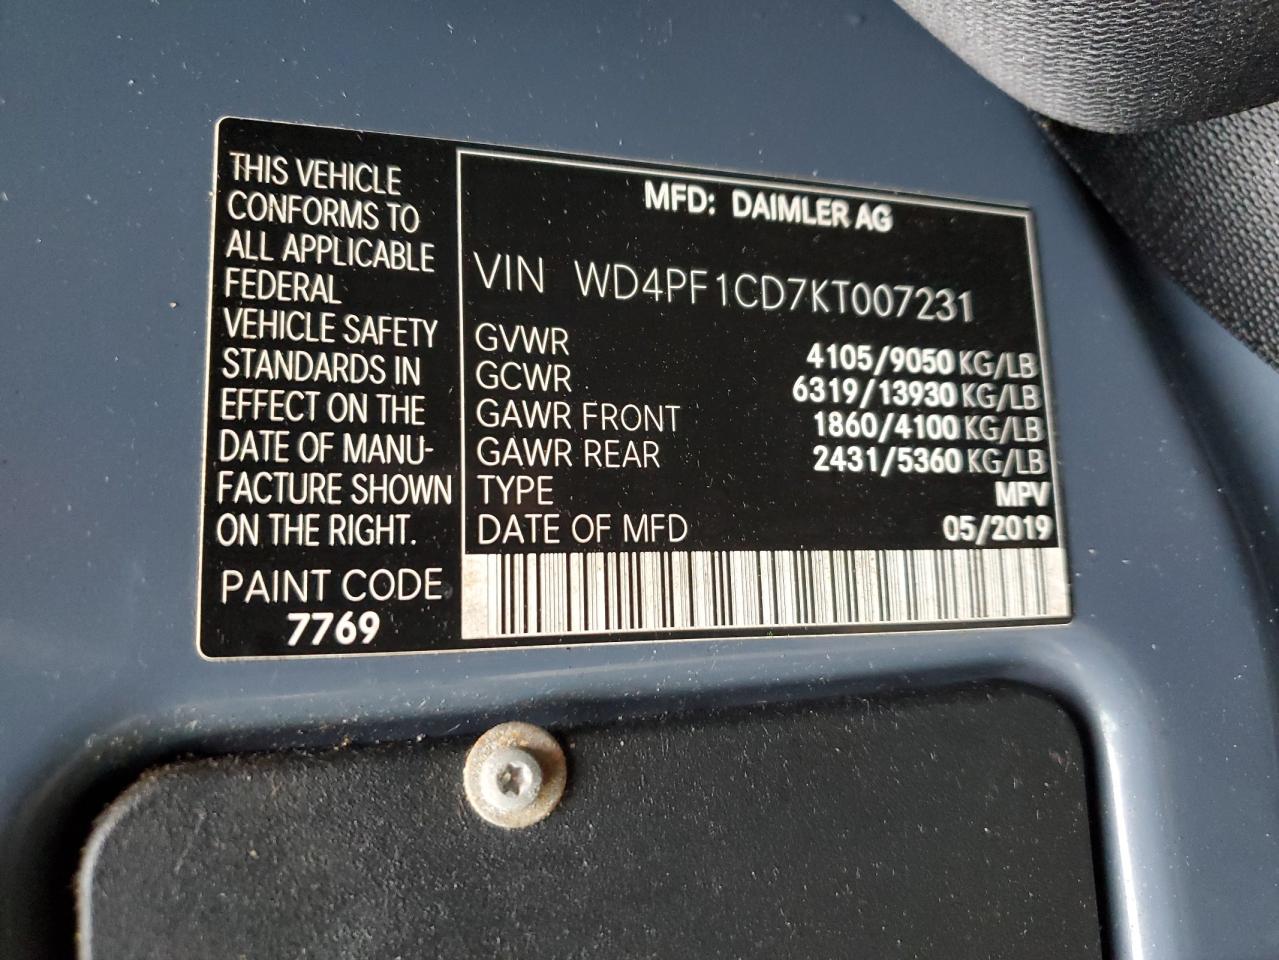 THIS VEHICLE
CONFORMS TO
ALL APPLICABLE
FEDERAL
VEHICLE SAFETY
STANDARDS IN
EFFECT ON THE
DATE OF MANU-
FACTURE SHOWN
ON THE RIGHT.
PAINT CODE
7769
MFD: DAIMLER AG
VIN WD4PF1CD7KT007231
GVWR 4105/9050 KG/LB
GCWR 6319/13930 KG/LB
GAWR FRONT 1860/4100 KG/LB
GAWR REAR 2431/5360 KG/LB
TYPE MPV
DATE OF MFD 05/2019